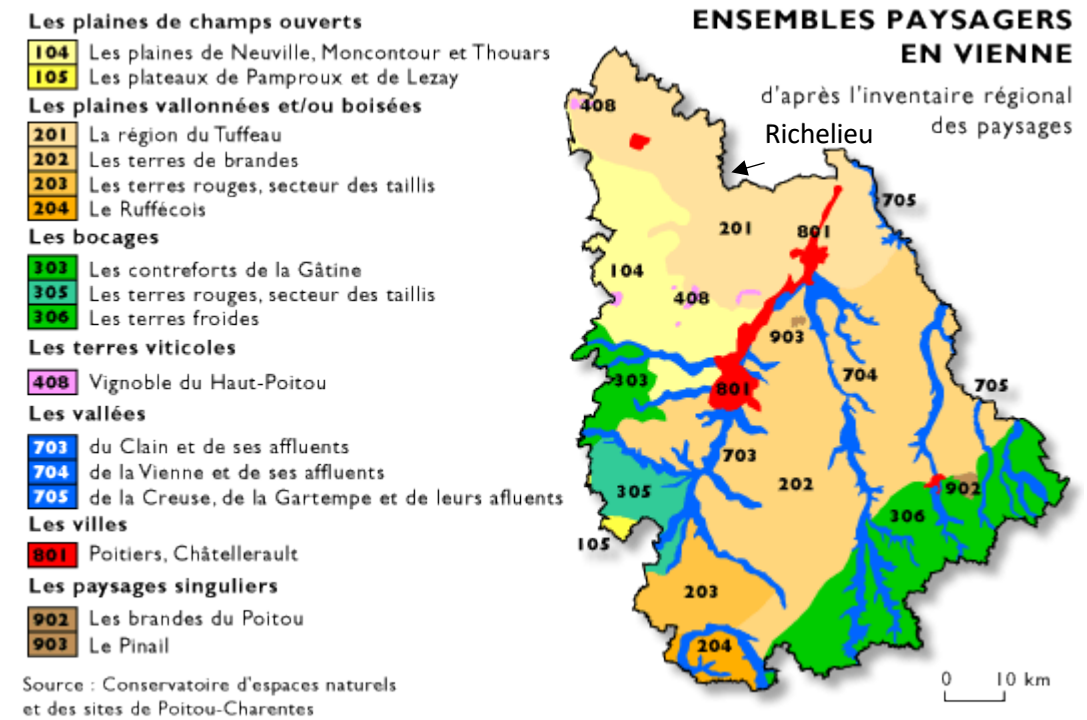 Les plaines de champs ouverts
104 Les plaines de Neuville, Moncontour et Thouars
105 Les plateaux de Pamproux et de Lezay
Les plaines vallonnées et/ou boisées
201 La région du Tuffeau
202 Les terres de brandes
203 Les terres rouges, secteur des taillis
204 Le Ruffécois
Les bocages
303 Les contreforts de la Gâtine
305 Les terres rouges, secteur des taillis
306 Les terres froides
Les terres viticoles
408 Vignoble du Haut-Poitou
Les vallées
703 du Clain et de ses affluents
704 de la Vienne et de ses affluents
705 de la Creuse, de la Gartempe et de leurs afluents
Les villes
801 Poitiers, Châtellerault
Les paysages singuliers
902 Les brandes du Poitou
903 Le Pinail
Source : Conservatoire d'espaces naturels
et des sites de Poitou-Charentes
ENSEMBLES PAYSAGERS
EN VIENNE
d'après l'inventaire régional
des paysages
Richelieu
408
705
201
801
104
408
903
303
801
704
705
703
305
202
902
306
105
203
204
0 10 km